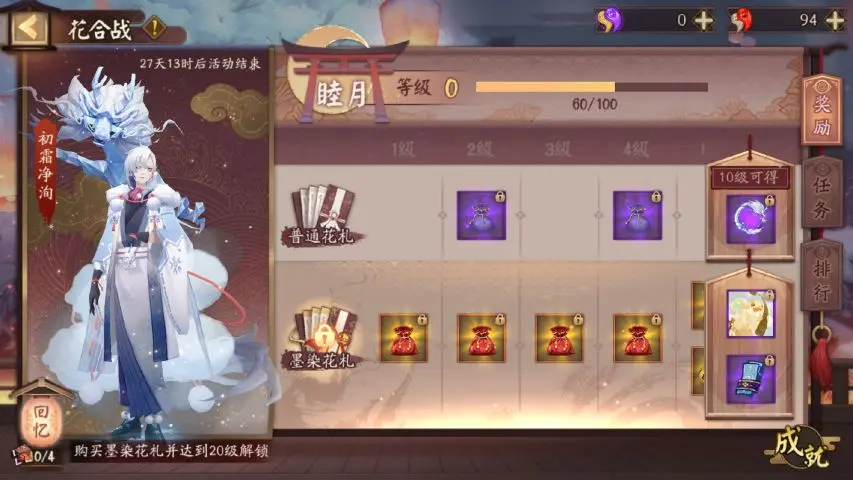 花合战
!
0
94
27天13时后活动结束
初霜净洵
睦月
等级 0
60/100
1级 2级 3级 4级
奖励
任务
排行
普通花札
10级可得
墨染花札
回忆
0/4
购买墨染花札并达到20级解锁
成就